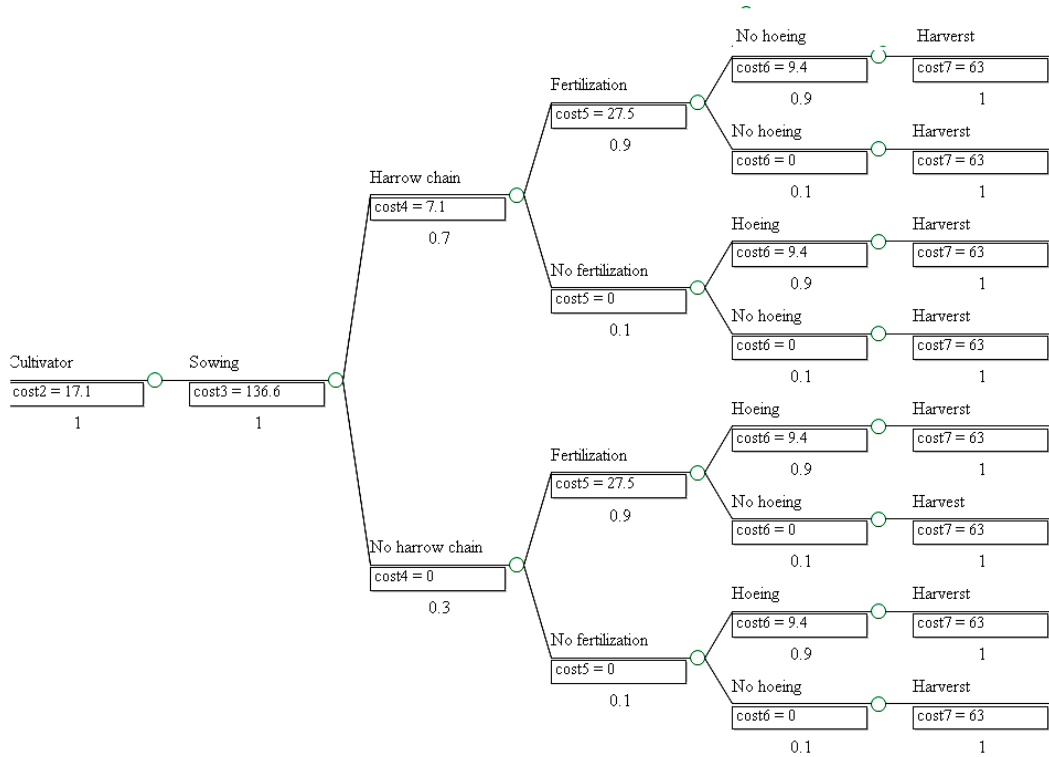 No hoeing Harverst
cost6 = 9.4 cost7 = 63
0.9 1
Fertilization
cost5 = 27.5
0.9
No hoeing Harverst
cost6 = 0 cost7 = 63
0.1 1
Harrow chain
cost4 = 7.1
0.7
Hoeing Harverst
cost6 = 9.4 cost7 = 63
0.9 1
No fertilization
cost5 = 0
0.1
No hoeing Harverst
cost6 = 0 cost7 = 63
0.1 1
Cultivator Sowing
cost2 = 17.1 cost3 = 136.6
1 1
Hoeing Harverst
cost6 = 9.4 cost7 = 63
0.9 1
Fertilization
cost5 = 27.5
0.9
No hoeing Harvest
cost6 = 0 cost7 = 63
0.1 1
No harrow chain
cost4 = 0
0.3
Hoeing Harverst
cost6 = 9.4 cost7 = 63
0.9 1
No fertilization
cost5 = 0
0.1
No hoeing Harverst
cost6 = 0 cost7 = 63
0.1 1